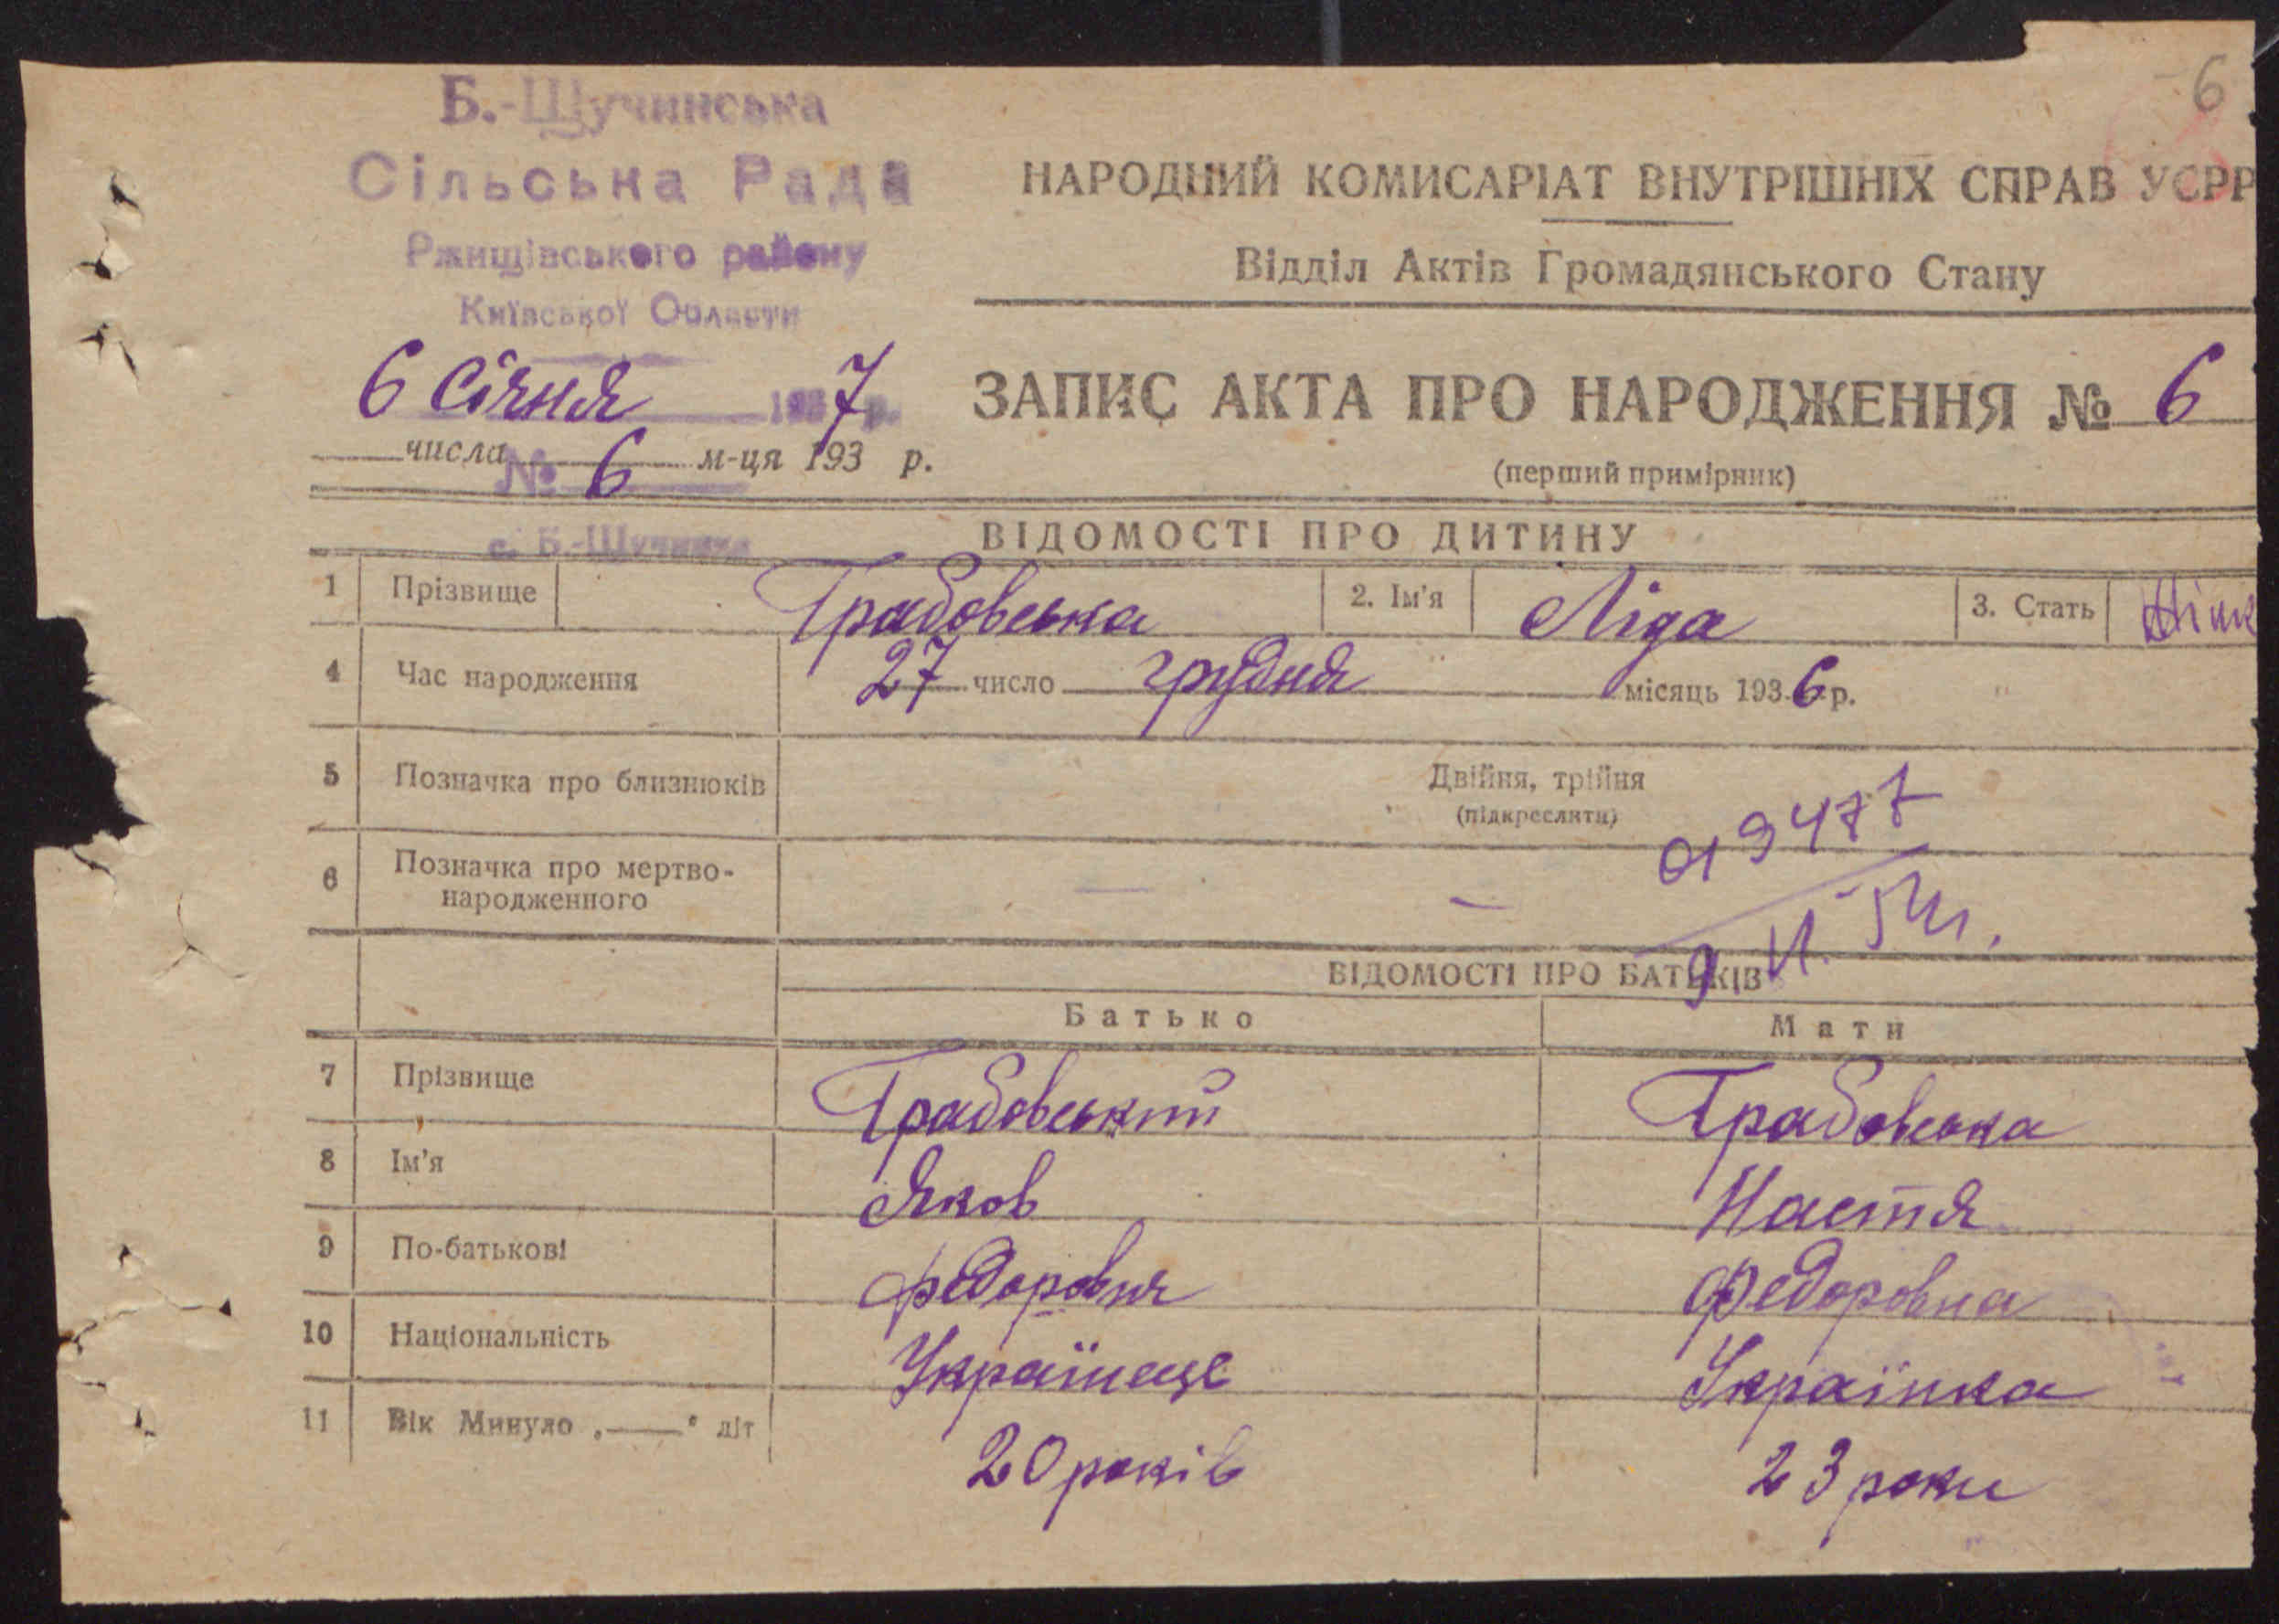 6
Б.-Щучинська
Сільська Рада
Ржищівського району
Київської Области
6 Січня 1937 р.
числа м-ця 193 р.
№ 6
с. Б.-Щучинка
НАРОДНИЙ КОМИСАРІАТ ВНУТРІШНІХ СПРАВ УСРР
Відділ Актів Громадянського Стану
ЗАПИС АКТА ПРО НАРОДЖЕННЯ № 6
(перший примірник)
ВІДОМОСТІ ПРО ДИТИНУ
1 Прізвище Грабовська 2. Ім'я Ліда 3. Стать Жіно
4 Час народження 27 число грудня місяць 1936 р.
5 Позначка про близнюків Двійня, трійня
(підкреслити)
6 Позначка про мертво-
народженного — —
9 VI. 54г.
ВІДОМОСТІ ПРО БАТЬКІВ
Батько Мати
7 Прізвище Грабовський Грабовська
8 Ім'я Яков Настя
9 По-батькові Федорович Федоровна
10 Національність Українець Українка
11 Вік Минуло „——" літ 20 років 23 роки